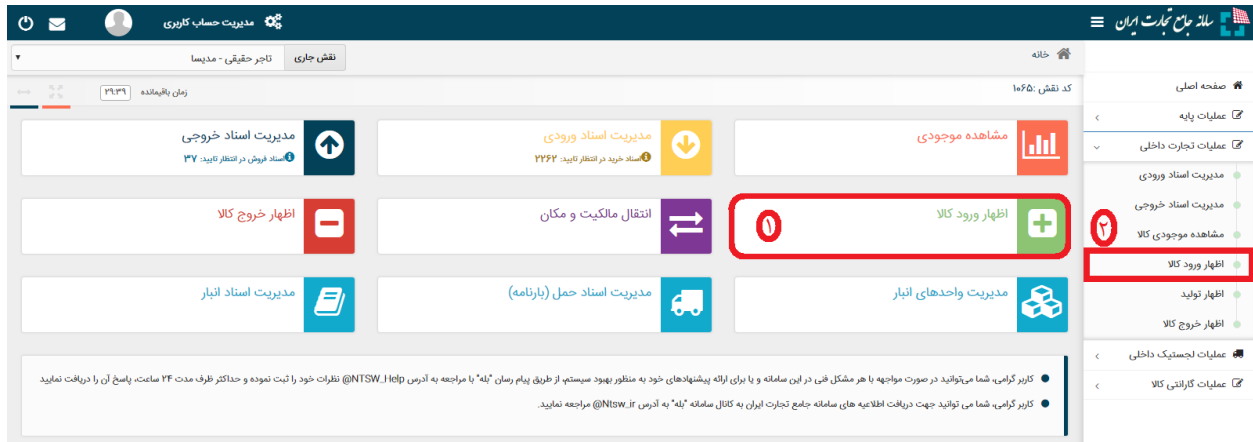 سامانه جامع تجارت ایران
مدیریت حساب کاربری
خانه
نقش جاری
تاجر حقیقی - مدیسا
کد نقش :۱۰۶۵
زمان باقیمانده ۲۹:۳۹
صفحه اصلی
عملیات پایه
عملیات تجارت داخلی
مدیریت اسناد ورودی
مدیریت اسناد خروجی
مشاهده موجودی کالا
۲
اظهار ورود کالا
اظهار تولید
اظهار خروج کالا
عملیات لجستیک داخلی
عملیات گارانتی کالا
مشاهده موجودی
مدیریت اسناد ورودی
اسناد خرید در انتظار تایید: ۲۲۶۲
مدیریت اسناد خروجی
اسناد فروش در انتظار تایید: ۳۷
اظهار ورود کالا
۱
انتقال مالکیت و مکان
اظهار خروج کالا
مدیریت واحدهای انبار
مدیریت اسناد حمل (بارنامه)
مدیریت اسناد انبار
کاربر گرامی، شما می‌توانید در صورت مواجهه با هر مشکل فنی در این سامانه و یا برای ارائه پیشنهادهای خود به منظور بهبود سیستم، از طریق پیام رسان "بله" با مراجعه به آدرس NTSW_Help@ نظرات خود را ثبت نموده و حداکثر ظرف مدت ۲۴ ساعت، پاسخ آن را دریافت نمایید
کاربر گرامی، شما می توانید جهت دریافت اطلاعیه های سامانه جامع تجارت ایران به کانال سامانه "بله" به آدرس Ntsw_ir@ مراجعه نمایید.